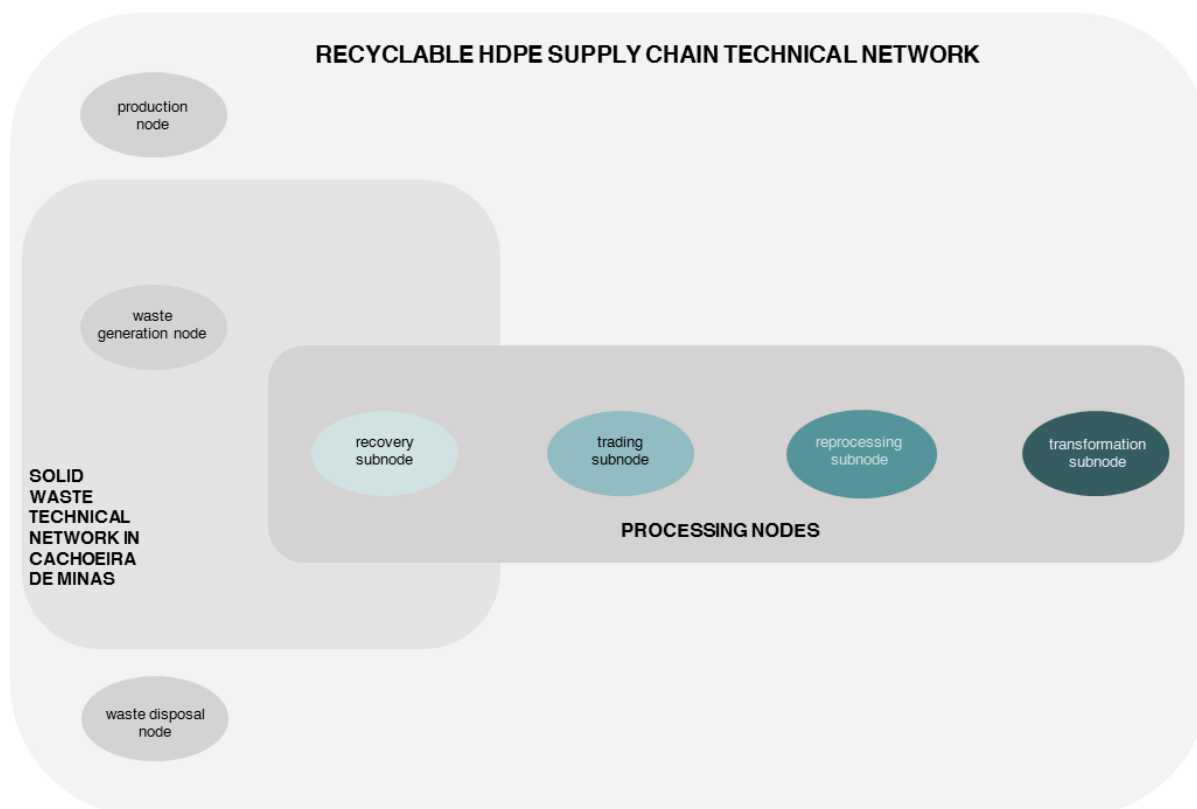 RECYCLABLE HDPE SUPPLY CHAIN TECHNICAL NETWORK
production
node
waste
generation node
recovery
subnode
trading
subnode
reprocessing
subnode
transformation
subnode
PROCESSING NODES
SOLID
WASTE
TECHNICAL
NETWORK IN
CACHOEIRA
DE MINAS
waste disposal
node